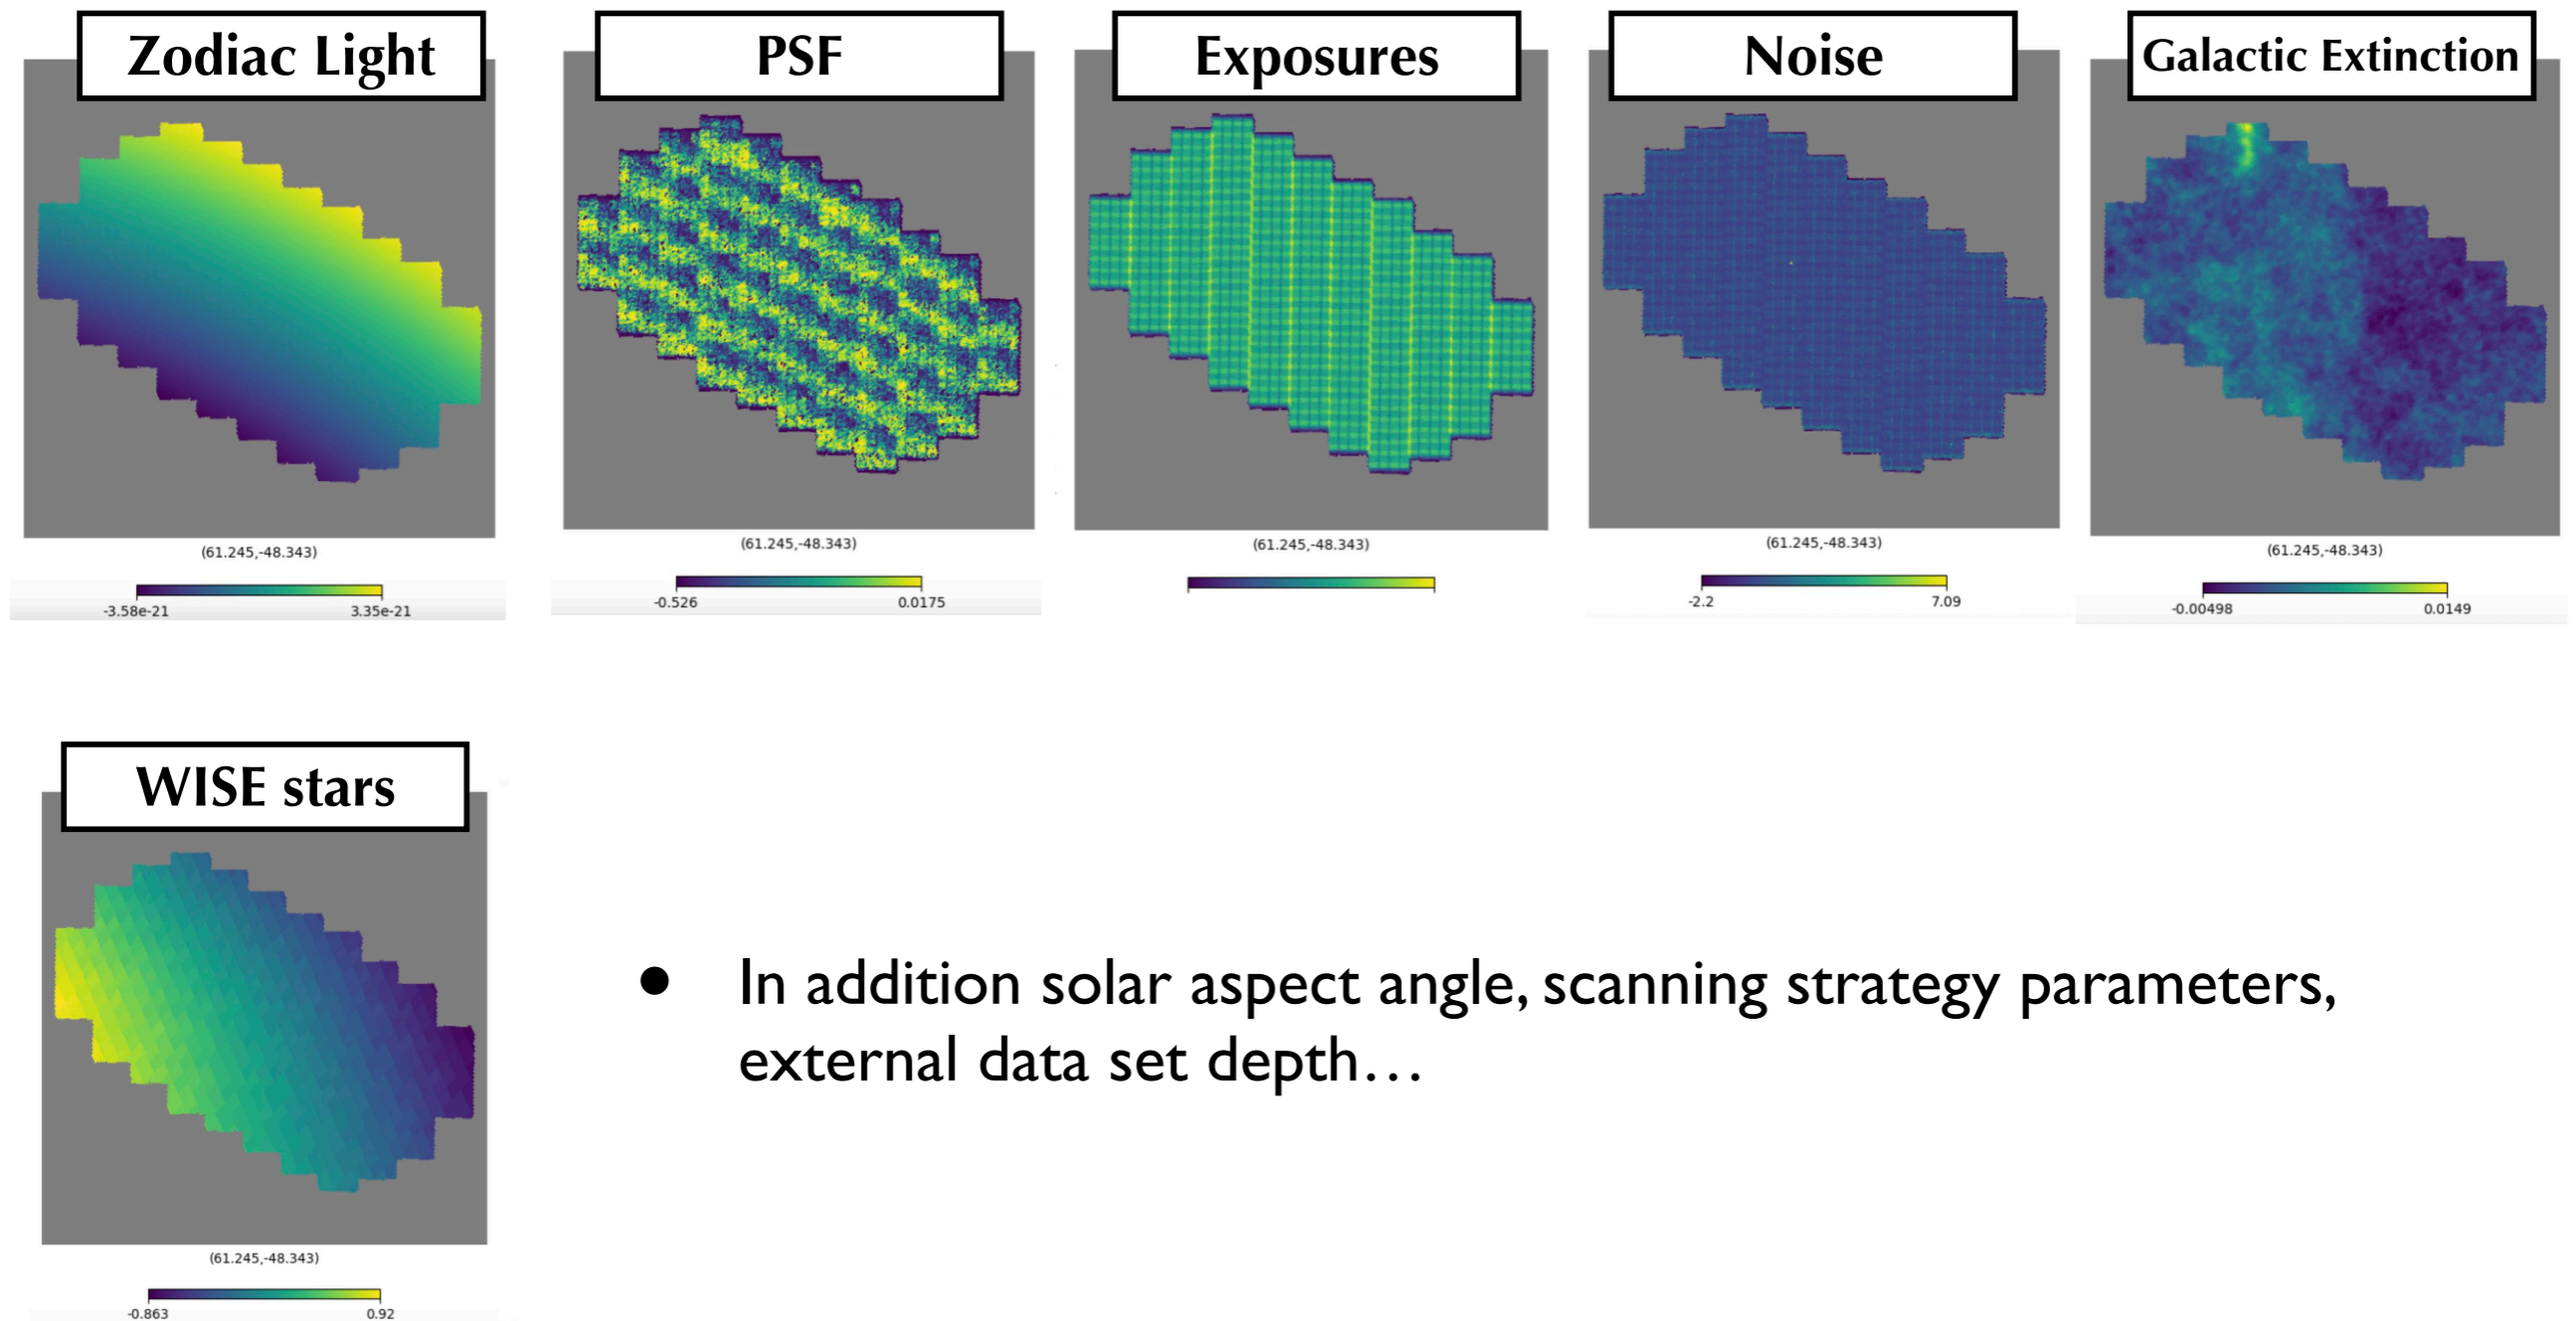 Zodiac Light
PSF
Exposures
Noise
Galactic Extinction
(61.245,-48.343)
(61.245,-48.343)
(61.245,-48.343)
(61.245,-48.343)
(61.245,-48.343)
-3.58e-21 3.35e-21
-0.526 0.0175
-2.2 7.09
-0.00498 0.0149
WISE stars
(61.245,-48.343)
-0.863 0.92
• In addition solar aspect angle, scanning strategy parameters,
external data set depth…